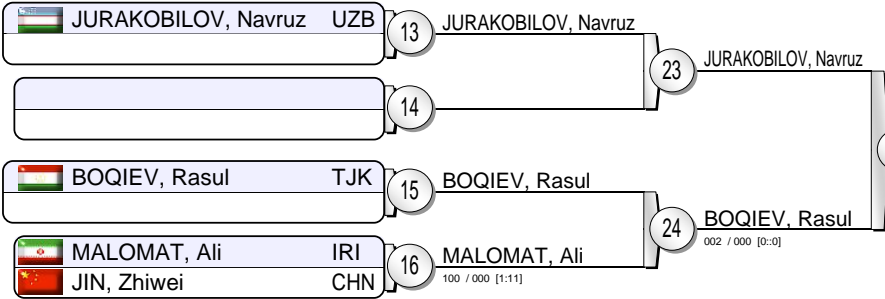 JURAKOBILOV, Navruz UZB
13
JURAKOBILOV, Navruz
23
JURAKOBILOV, Navruz
14
BOQIEV, Rasul TJK
15
BOQIEV, Rasul
24
BOQIEV, Rasul
002 / 000 [0::0]
MALOMAT, Ali IRI
JIN, Zhiwei CHN
16
MALOMAT, Ali
100 / 000 [1:11]